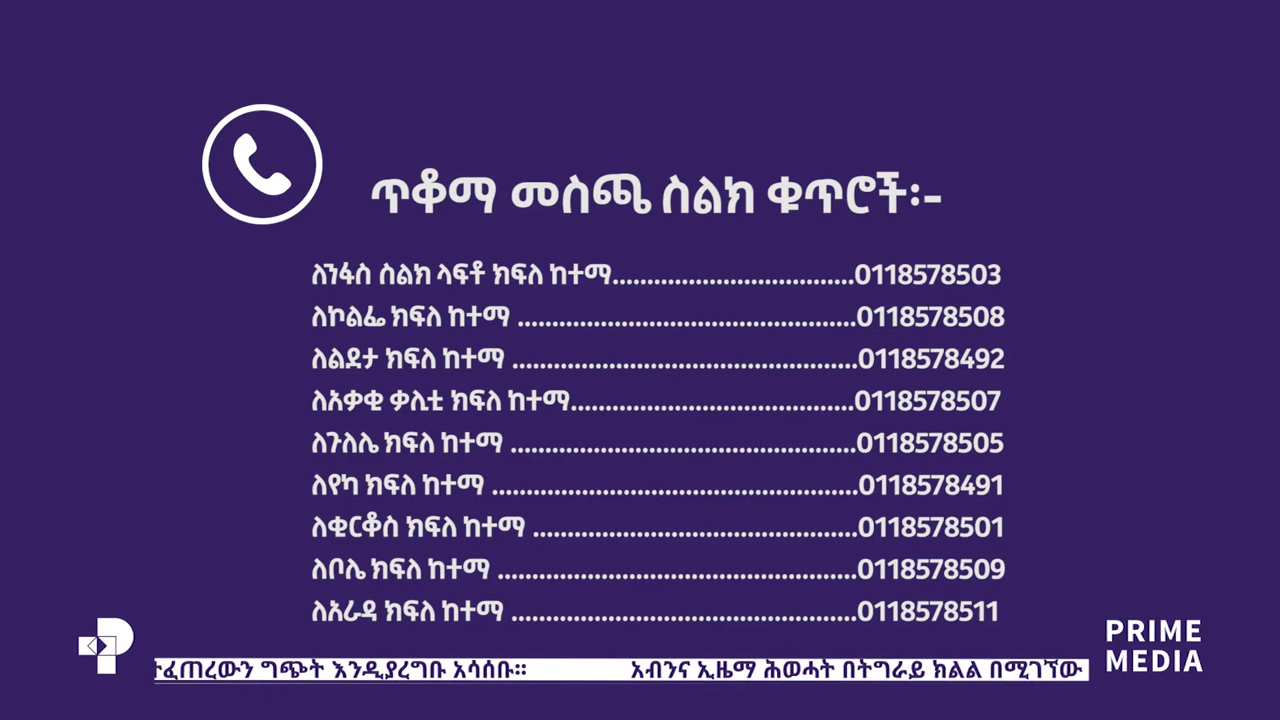 ጥቆማ መስጫ ስልክ ቁጥሮች፡-
ለንፋስ ስልክ ላፍቶ ክፍለ ከተማ...................................0118578503
ለኮልፌ ክፍለ ከተማ .................................................0118578508
ለልደታ ክፍለ ከተማ ..................................................0118578492
ለአቃቂ ቃሊቲ ክፍለ ከተማ.........................................0118578507
ለጉለሌ ክፍለ ከተማ ..................................................0118578505
ለየካ ክፍለ ከተማ .....................................................0118578491
ለቂርቆስ ክፍለ ከተማ ...............................................0118578501
ለቦሌ ክፍለ ከተማ ....................................................0118578509
ለአራዳ ክፍለ ከተማ ..................................................0118578511
PRIME
MEDIA
ግጭት እንዲያረግቡ አሳሰቡ። አብንና ኢዜማ ሕወሓት በትግራይ ክልል በሚገኘው